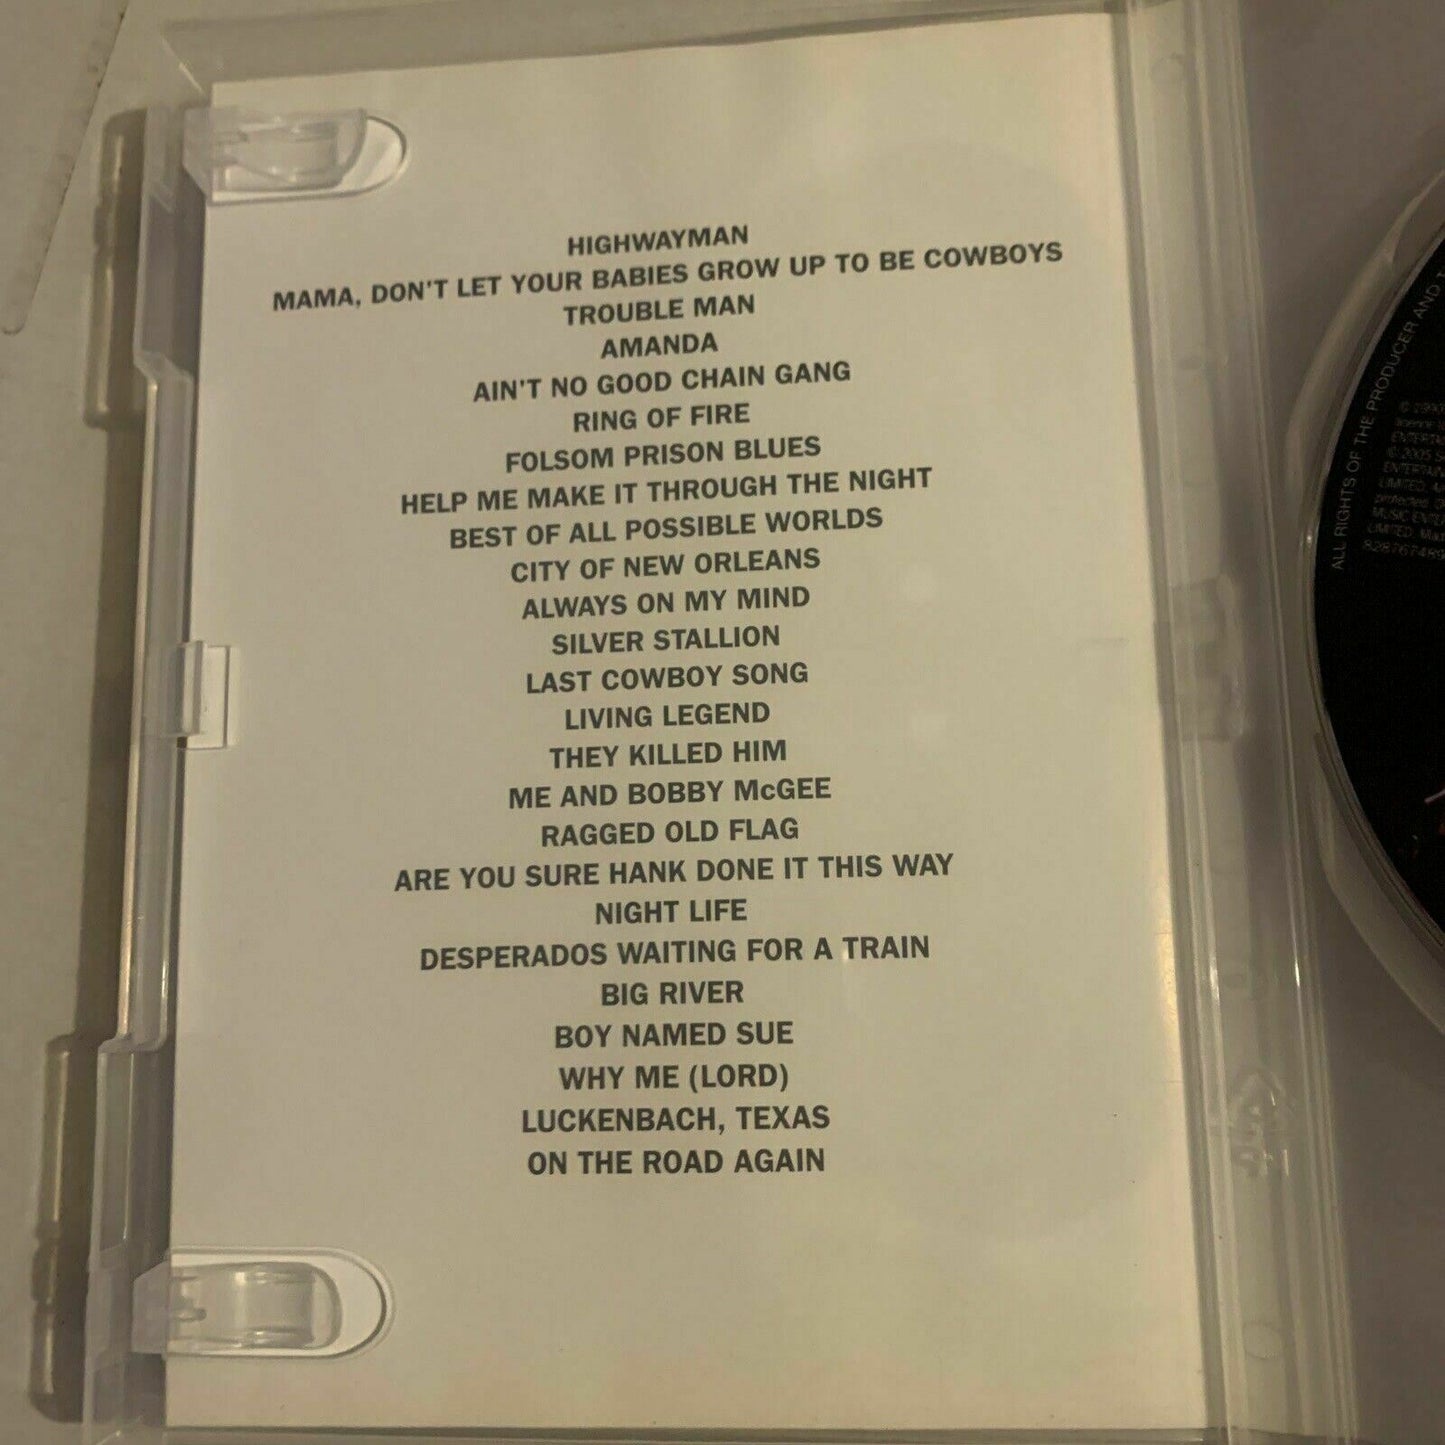 HIGHWAYMAN
MAMA, DON'T LET YOUR BABIES GROW UP TO BE COWBOYS
TROUBLE MAN
AMANDA
AIN'T NO GOOD CHAIN GANG
RING OF FIRE
FOLSOM PRISON BLUES
HELP ME MAKE IT THROUGH THE NIGHT
BEST OF ALL POSSIBLE WORLDS
CITY OF NEW ORLEANS
ALWAYS ON MY MIND
SILVER STALLION
LAST COWBOY SONG
LIVING LEGEND
THEY KILLED HIM
ME AND BOBBY McGEE
RAGGED OLD FLAG
ARE YOU SURE HANK DONE IT THIS WAY
NIGHT LIFE
DESPERADOS WAITING FOR A TRAIN
BIG RIVER
BOY NAMED SUE
WHY ME (LORD)
LUCKENBACH, TEXAS
ON THE ROAD AGAIN
ALL RIGHTS OF THE PRODUCER AND
© 2005
LIMITED.